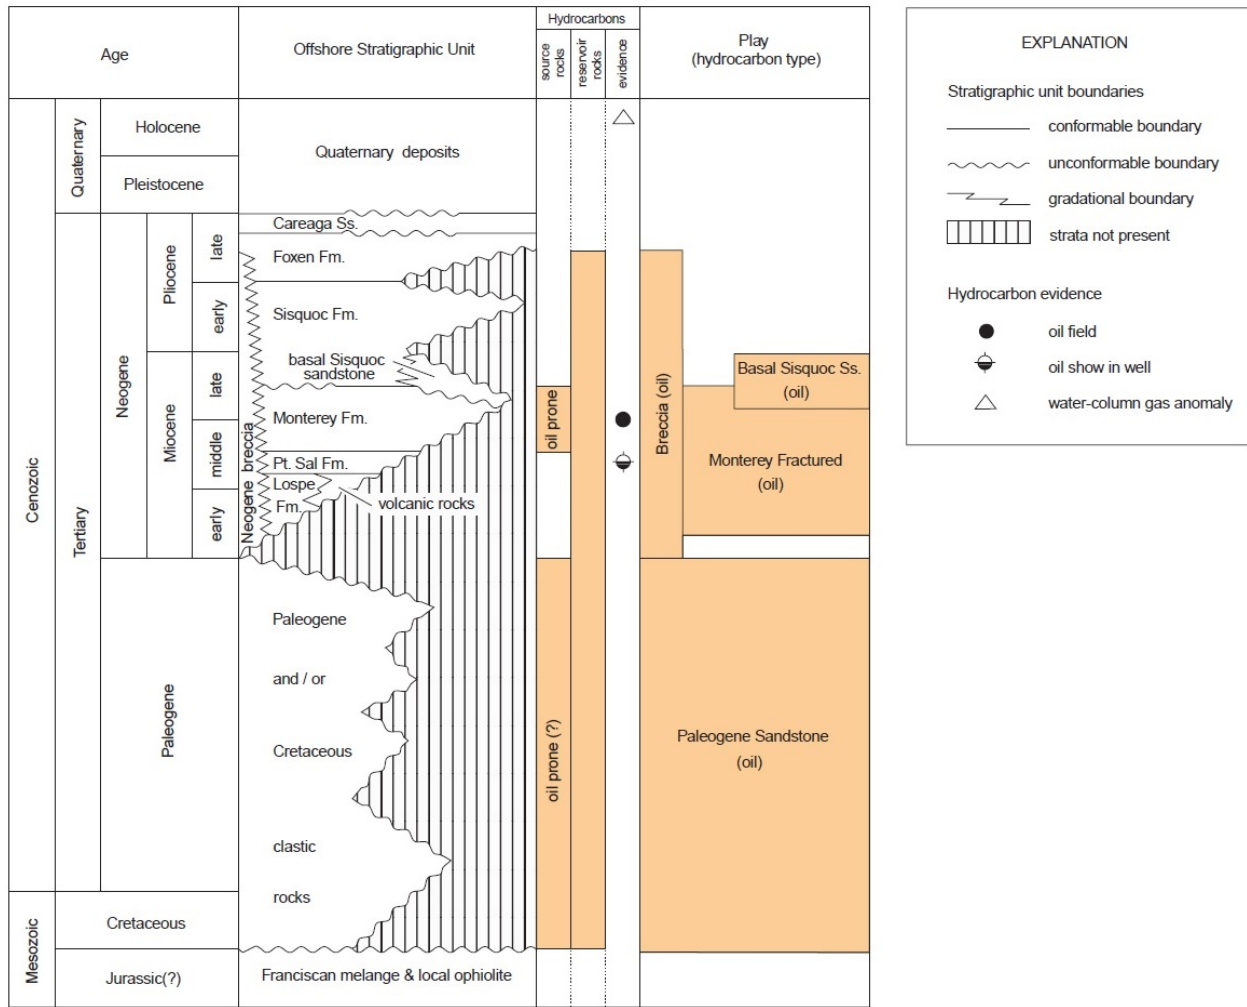 Age
Offshore Stratigraphic Unit
Hydrocarbons
source
rocks
reservoir
rocks
evidence
Play
(hydrocarbon type)
Cenozoic
Mesozoic
Quaternary
Tertiary
Holocene
Pleistocene
Neogene
Pliocene
late
early
Miocene
late
middle
early
Paleogene
Cretaceous
Jurassic(?)
Quaternary deposits
Careaga Ss.
Foxen Fm.
Sisquoc Fm.
basal Sisquoc
sandstone
Monterey Fm.
Pt. Sal Fm.
Lospe
Fm.
volcanic rocks
Neogene breccia
Paleogene
and / or
Cretaceous
clastic
rocks
Franciscan melange & local ophiolite
oil prone
oil prone (?)
Breccia (oil)
Basal Sisquoc Ss.
(oil)
Monterey Fractured
(oil)
Paleogene Sandstone
(oil)
EXPLANATION
Stratigraphic unit boundaries
conformable boundary
unconformable boundary
gradational boundary
strata not present
Hydrocarbon evidence
oil field
oil show in well
water-column gas anomaly